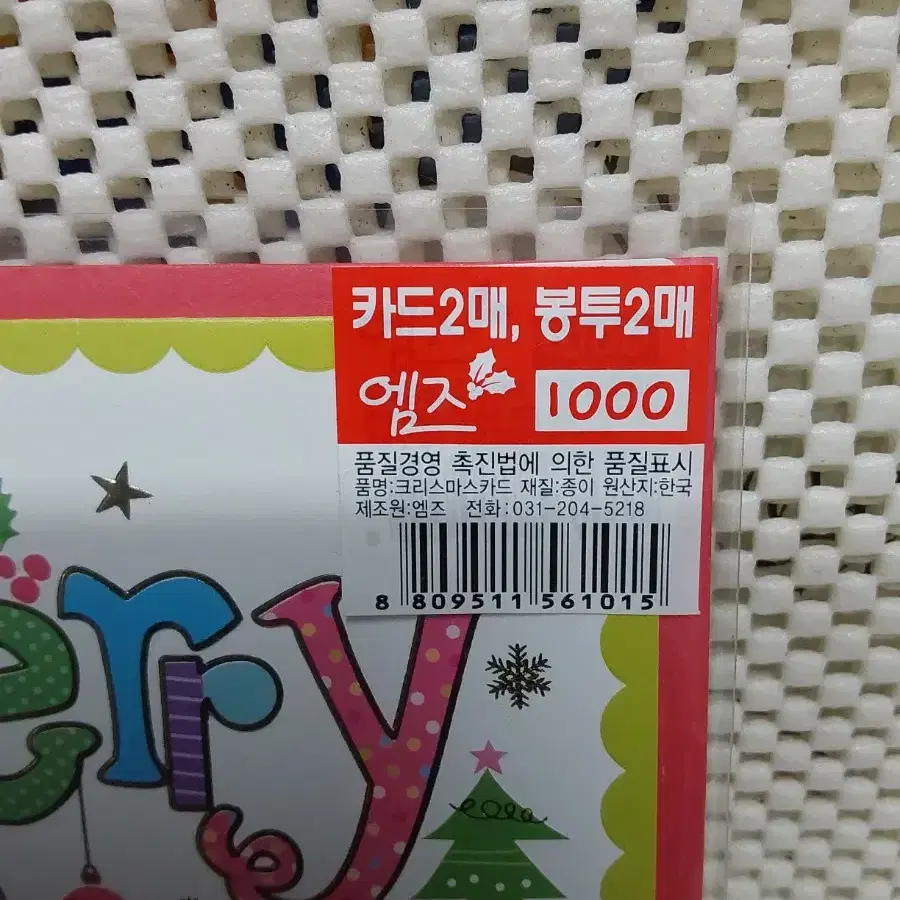 카드2매, 봉투2매
엠즈 1000
품질경영 촉진법에 의한 품질표시
품명:크리스마스카드 재질:종이 원산지:한국
제조원:엠즈 전화:031-204-5218
8 809511 561015
erry